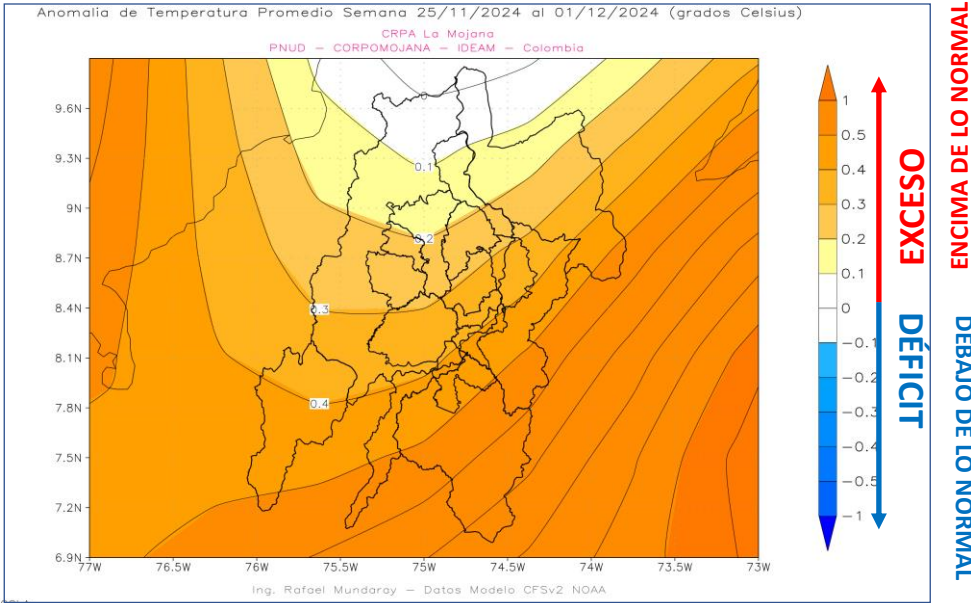 Anomalia de Temperatura Promedio Semana 25/11/2024 al 01/12/2024 (grados Celsius)
CRPA La Mojana
PNUD – CORPOMOJANA – IDEAM – Colombia
9.6N
9.3N
9N
8.7N
8.4N
8.1N
7.8N
7.5N
7.2N
6.9N
77W
76.5W
76W
75.5W
75W
74.5W
74W
73.5W
73W
0
0.1
0.2
0.3
0.4
1
0.5
0.4
0.3
0.2
0.1
0
−0.1
−0.2
−0.3
−0.4
−0.5
−1
EXCESO
DÉFICIT
ENCIMA DE LO NORMAL
DEBAJO DE LO NORMAL
Ing. Rafael Mundaray – Datos Modelo CFSv2 NOAA